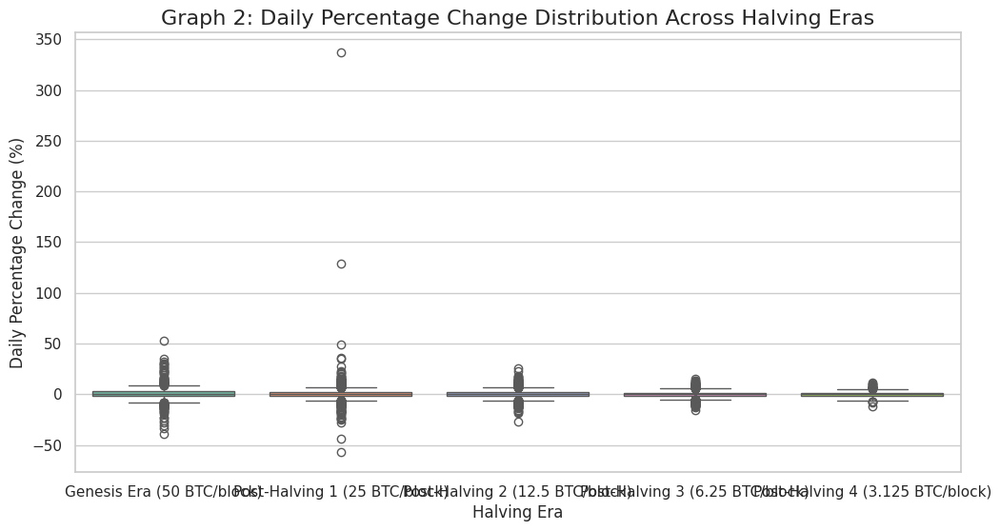 Graph 2: Daily Percentage Change Distribution Across Halving Eras
350
300
250
200
150
100
50
0
−50
Daily Percentage Change (%)
Genesis Era (50 BTC/block)
Post-Halving 1 (25 BTC/block)
Post-Halving 2 (12.5 BTC/block)
Post-Halving 3 (6.25 BTC/block)
Post-Halving 4 (3.125 BTC/block)
Halving Era